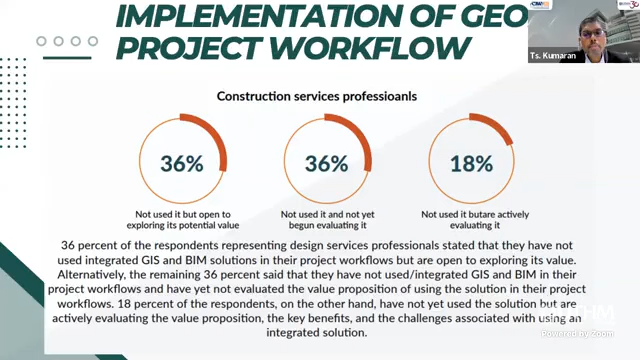 IMPLEMENTATION OF GEO
PROJECT WORKFLOW
Ts. Kumaran
Construction services professioanls
36%
36%
18%
Not used it but open to
exploring its potential value
Not used it and not yet
begun evaluating it
Not used it butare actively
evaluating it
36 percent of the respondents representing design services professionals stated that they have not
used integrated GIS and BIM solutions in their project workflows but are open to exploring its value.
Alternatively, the remaining 36 percent said that they have not used/integrated GIS and BIM in their
project workflows and have yet not evaluated the value proposition of using the solution in their project
workflows. 18 percent of the respondents, on the other hand, have not yet used the solution but are
actively evaluating the value proposition, the key benefits, and the challenges associated with using an
integrated solution.
Powered by Zoom